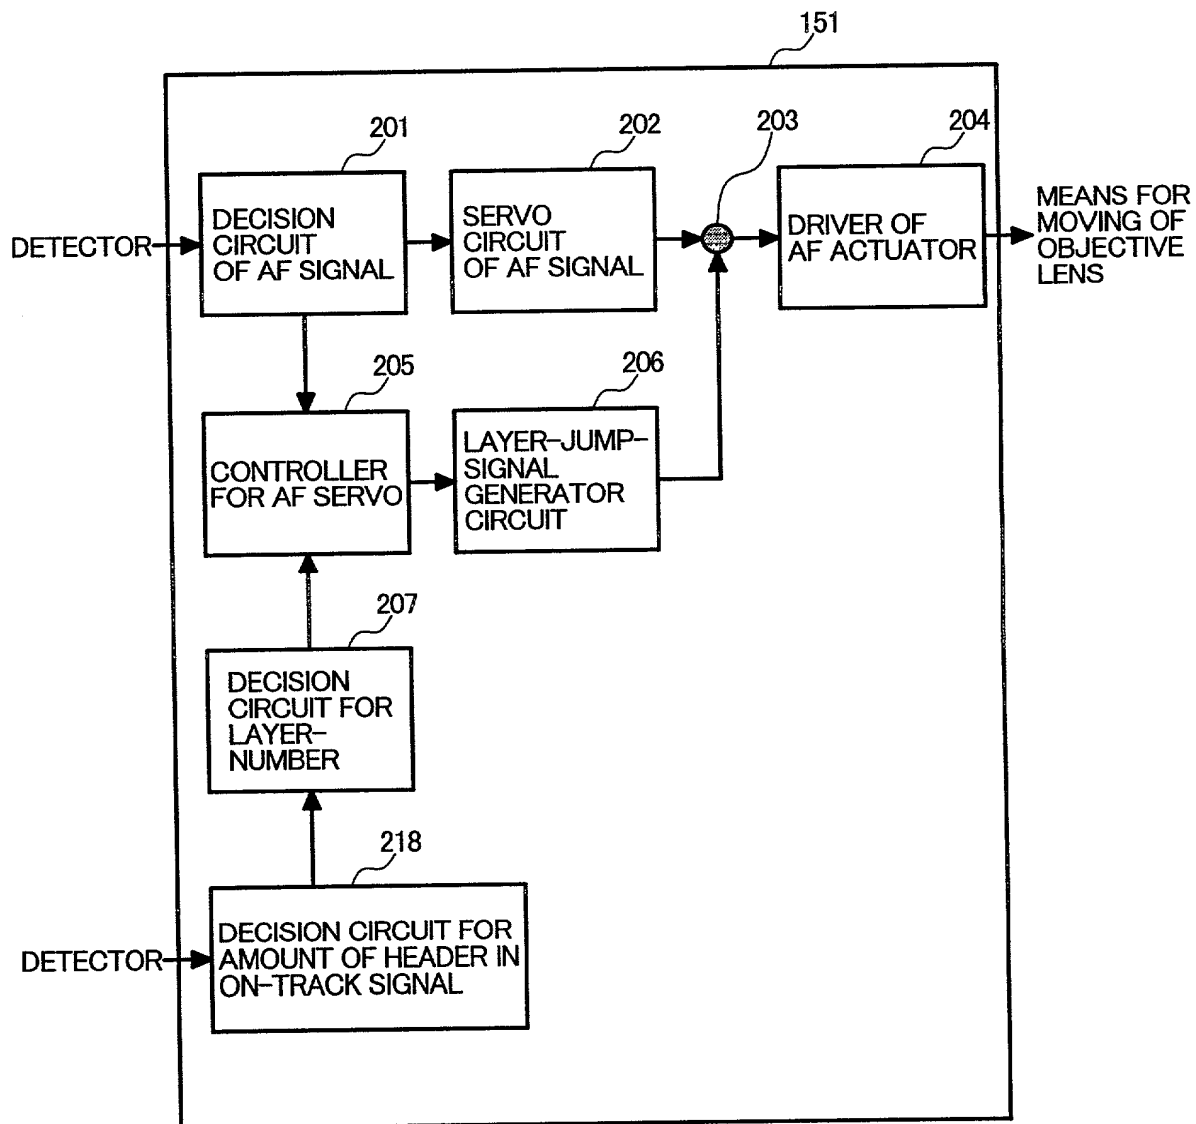 151
201
202
203
204
DETECTOR
DECISION
CIRCUIT
OF AF SIGNAL
SERVO
CIRCUIT
OF AF SIGNAL
DRIVER OF
AF ACTUATOR
MEANS FOR
MOVING OF
OBJECTIVE
LENS
205
206
CONTROLLER
FOR AF SERVO
LAYER-JUMP-
SIGNAL
GENERATOR
CIRCUIT
207
DECISION
CIRCUIT FOR
LAYER-
NUMBER
218
DETECTOR
DECISION CIRCUIT FOR
AMOUNT OF HEADER IN
ON-TRACK SIGNAL